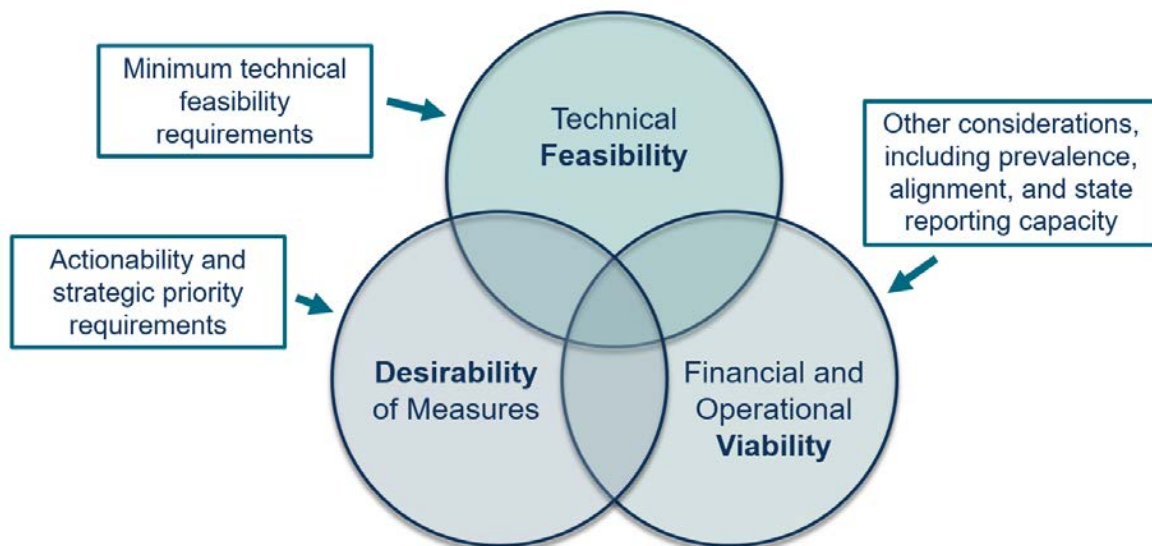 Minimum technical
feasibility
requirements
Technical
Feasibility
Other considerations,
including prevalence,
alignment, and state
reporting capacity
Actionability and
strategic priority
requirements
Desirability
of Measures
Financial and
Operational
Viability